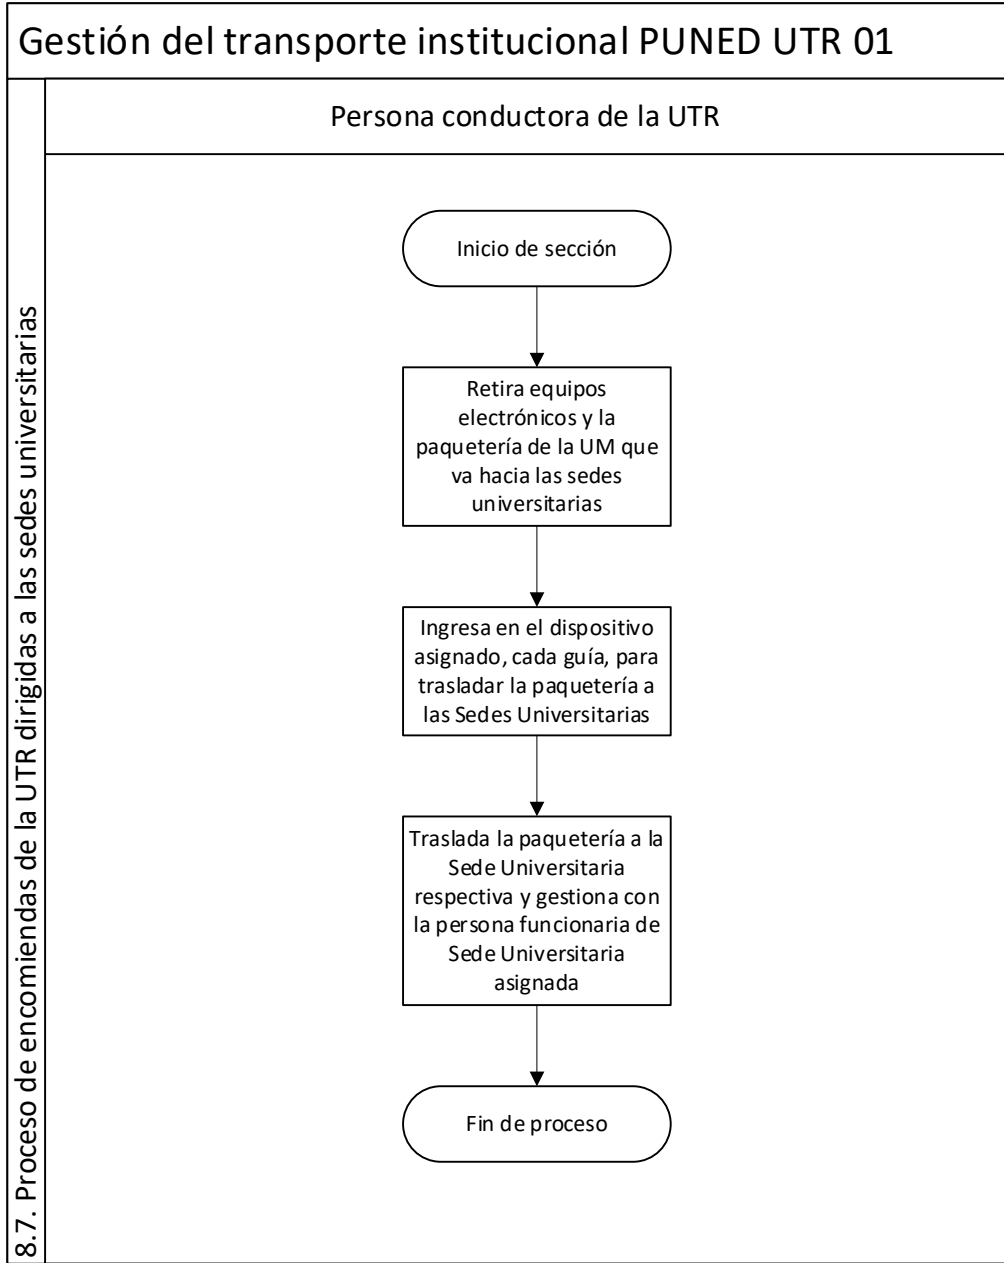 Gestión del transporte institucional PUNED UTR 01
8.7. Proceso de encomiendas de la UTR dirigidas a las sedes universitarias
Persona conductora de la UTR
Inicio de sección
Retira equipos
electrónicos y la
paquetería de la UM que
va hacia las sedes
universitarias
Ingresa en el dispositivo
asignado, cada guía, para
trasladar la paquetería a
las Sedes Universitarias
Traslada la paquetería a la
Sede Universitaria
respectiva y gestiona con
la persona funcionaria de
Sede Universitaria
asignada
Fin de proceso